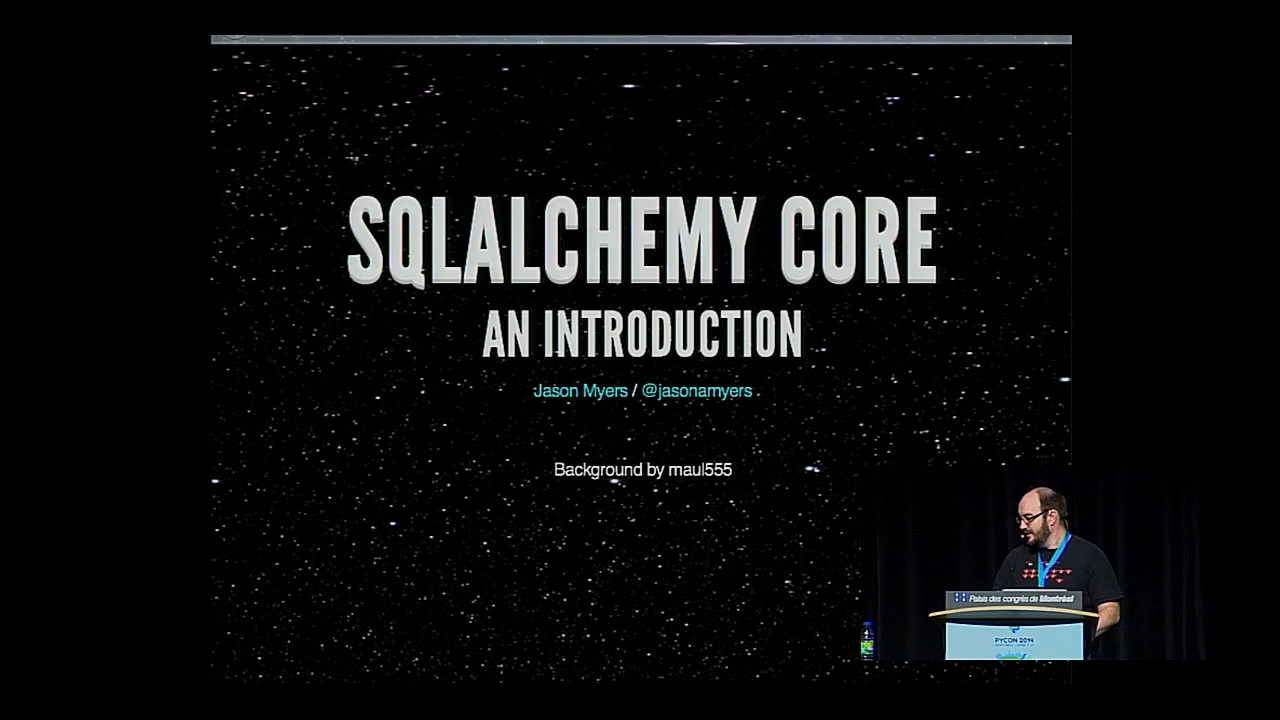 SQLALCHEMY CORE
AN INTRODUCTION
Jason Myers / @jasonamyers
Background by maul555
Palais des congrès de Montréal
PYCON 2014